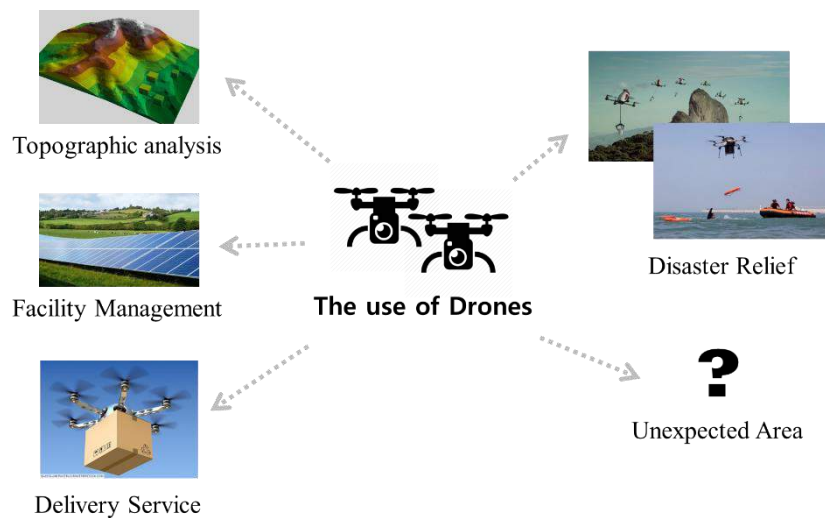 Topographic analysis
Facility Management
Delivery Service
The use of Drones
Disaster Relief
?
Unexpected Area